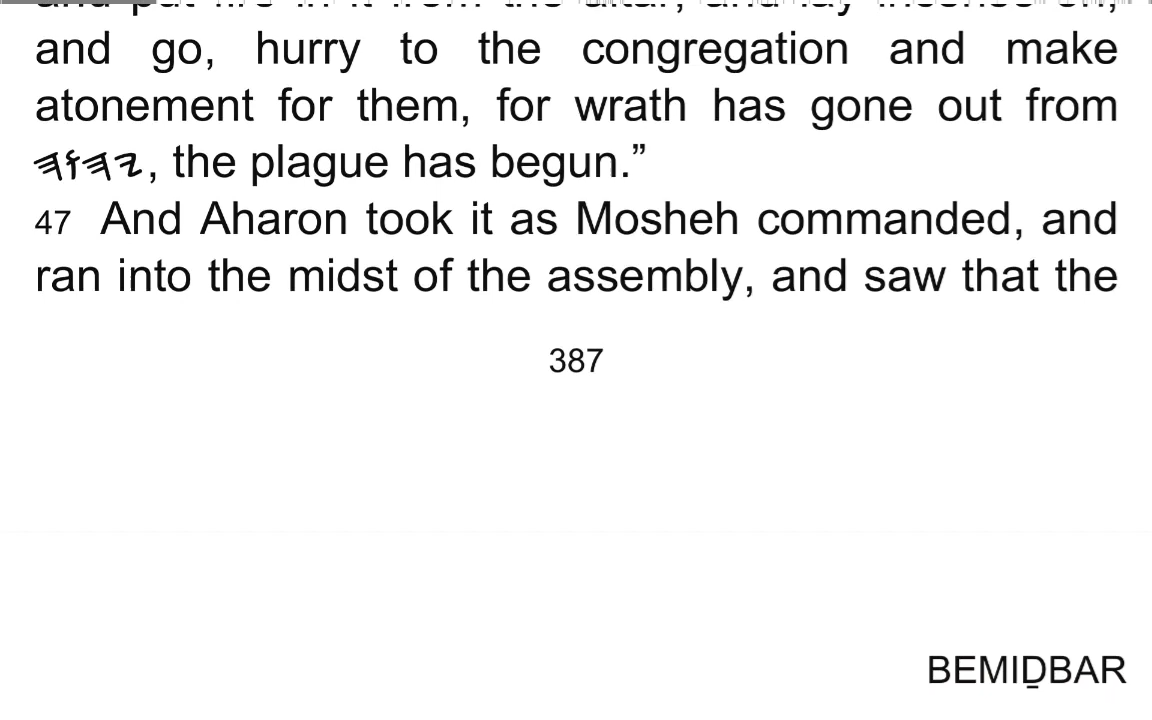 and go, hurry to the congregation and make
atonement for them, for wrath has gone out from
𐤉𐤄𐤅𐤄, the plague has begun.”
47 And Aharon took it as Mosheh commanded, and
ran into the midst of the assembly, and saw that the
387
BEMIḎBAR